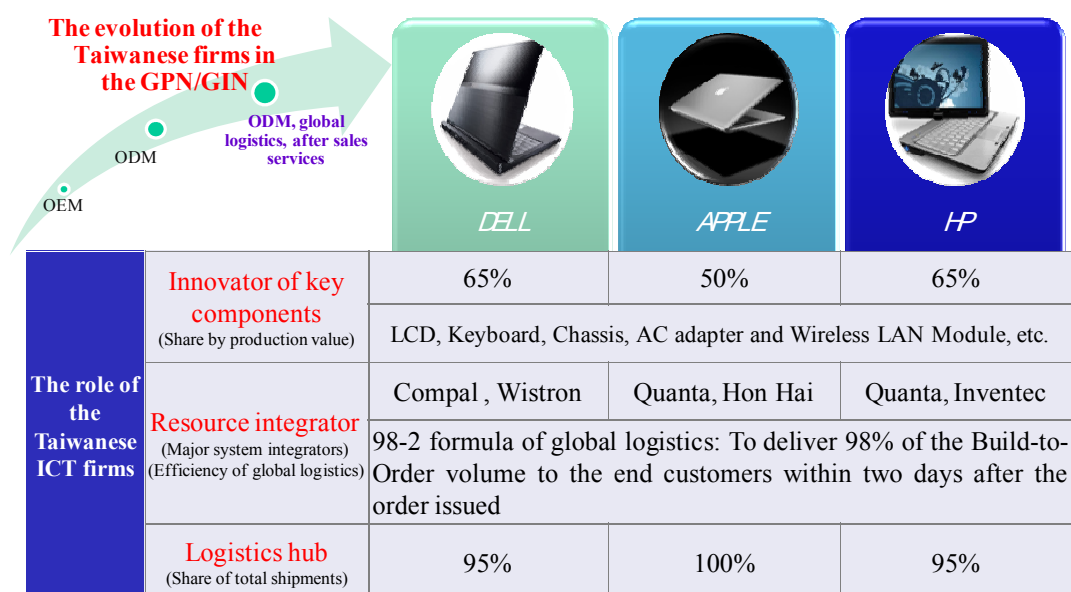 The evolution of the
Taiwanese firms in
the GPN/GIN
ODM, global
logistics, after sales
services
ODM
OEM
DELL
APPLE
HP
The role of
the
Taiwanese
ICT firms
Innovator of key
components
(Share by production value)
65%
50%
65%
LCD, Keyboard, Chassis, AC adapter and Wireless LAN Module, etc.
Resource integrator
(Major system integrators)
(Efficiency of global logistics)
Compal , Wistron
Quanta, Hon Hai
Quanta, Inventec
98-2 formula of global logistics: To deliver 98% of the Build-to-
Order volume to the end customers within two days after the
order issued
Logistics hub
(Share of total shipments)
95%
100%
95%